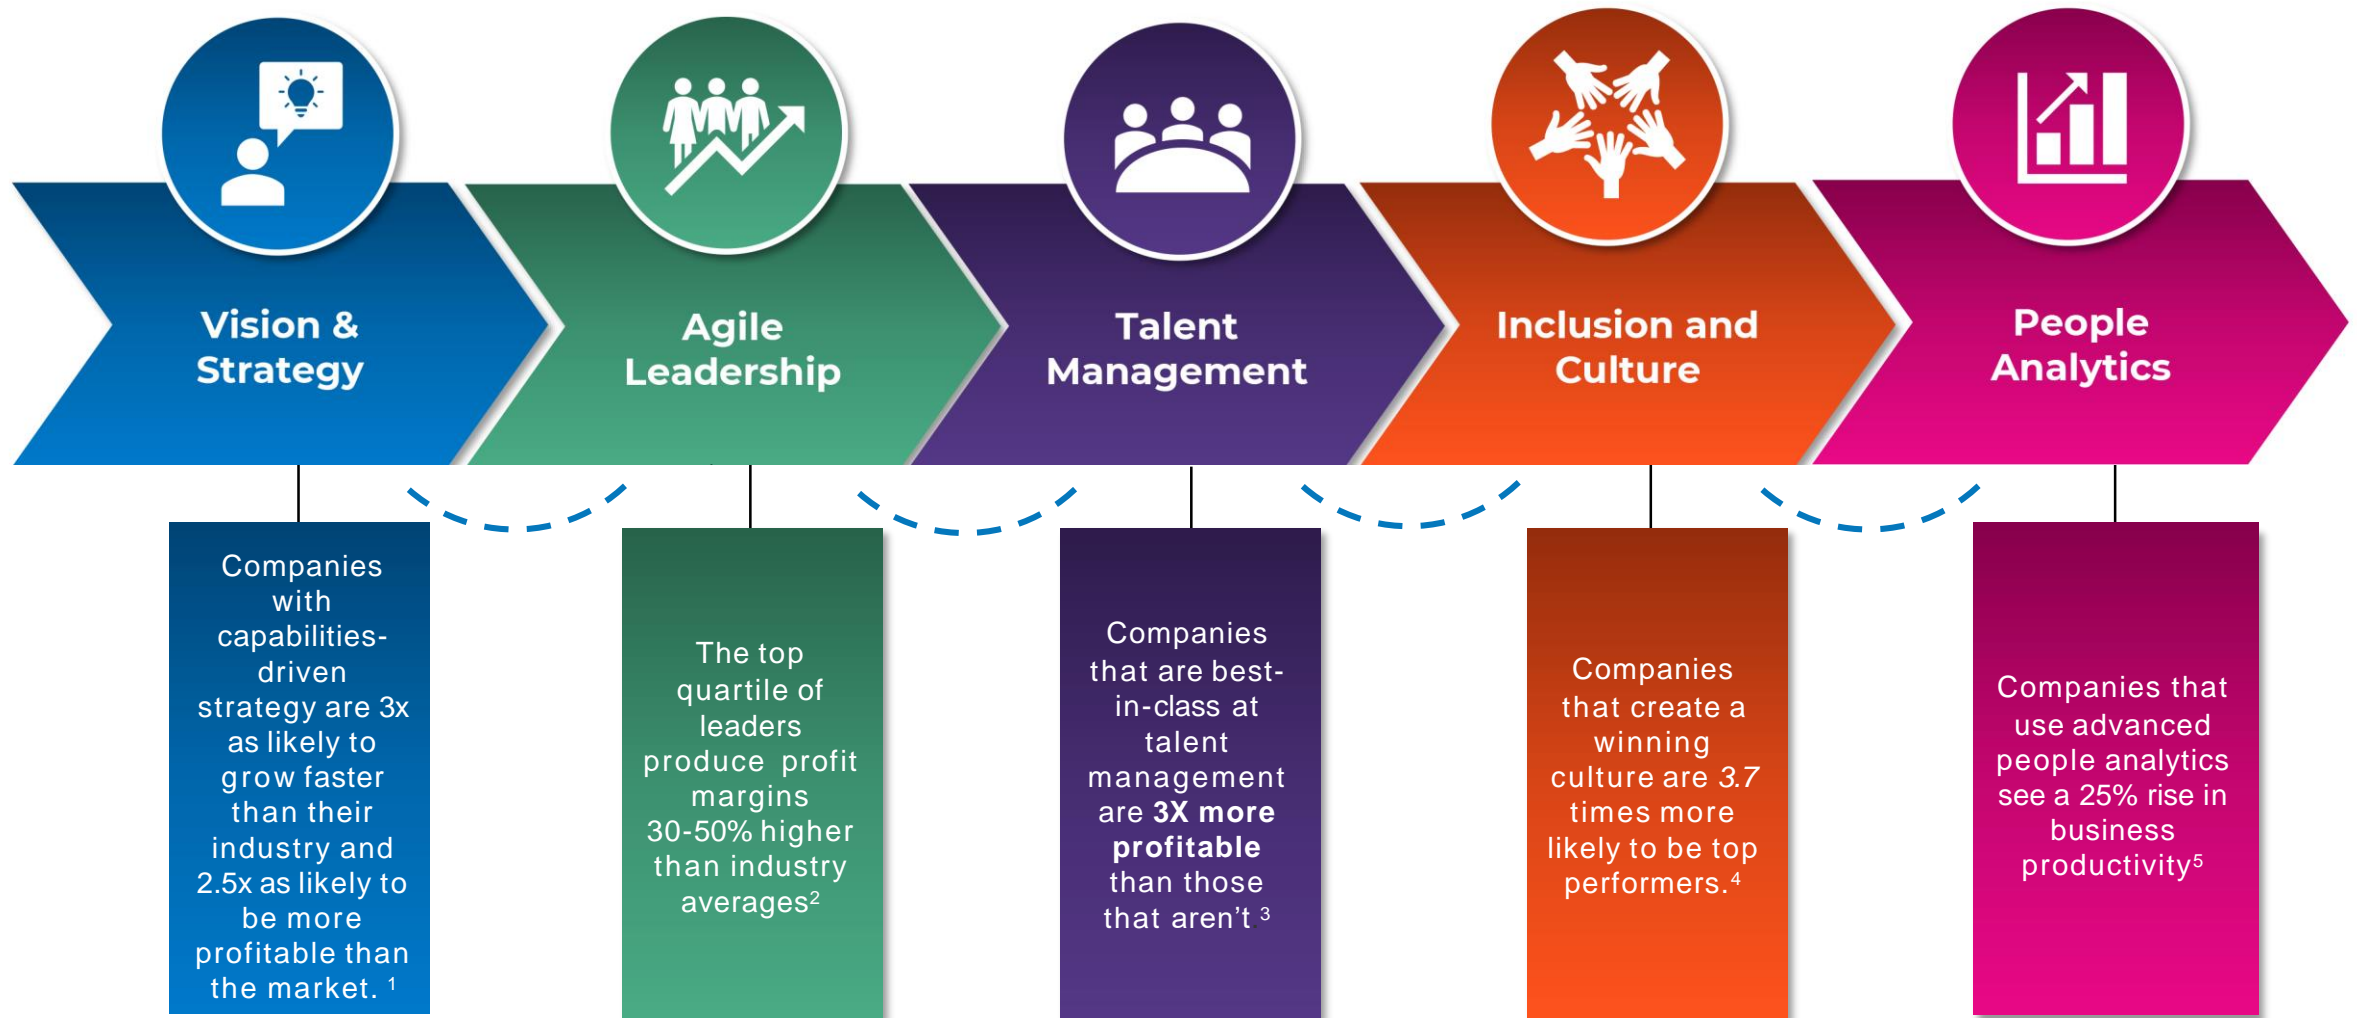 Vision &
Strategy
Agile
Leadership
Talent
Management
Inclusion and
Culture
People
Analytics
Companies
with
capabilities-
driven
strategy are 3x
as likely to
grow faster
than their
industry and
2.5x as likely to
be more
profitable than
the market. 1
The top
quartile of
leaders
produce profit
margins
30-50% higher
than industry
averages2
Companies
that are best-
in-class at
talent
management
are 3X more
profitable
than those
that aren’t.3
Companies
that create a
winning
culture are 3.7
times more
likely to be top
performers.4
Companies that
use advanced
people analytics
see a 25% rise in
business
productivity5